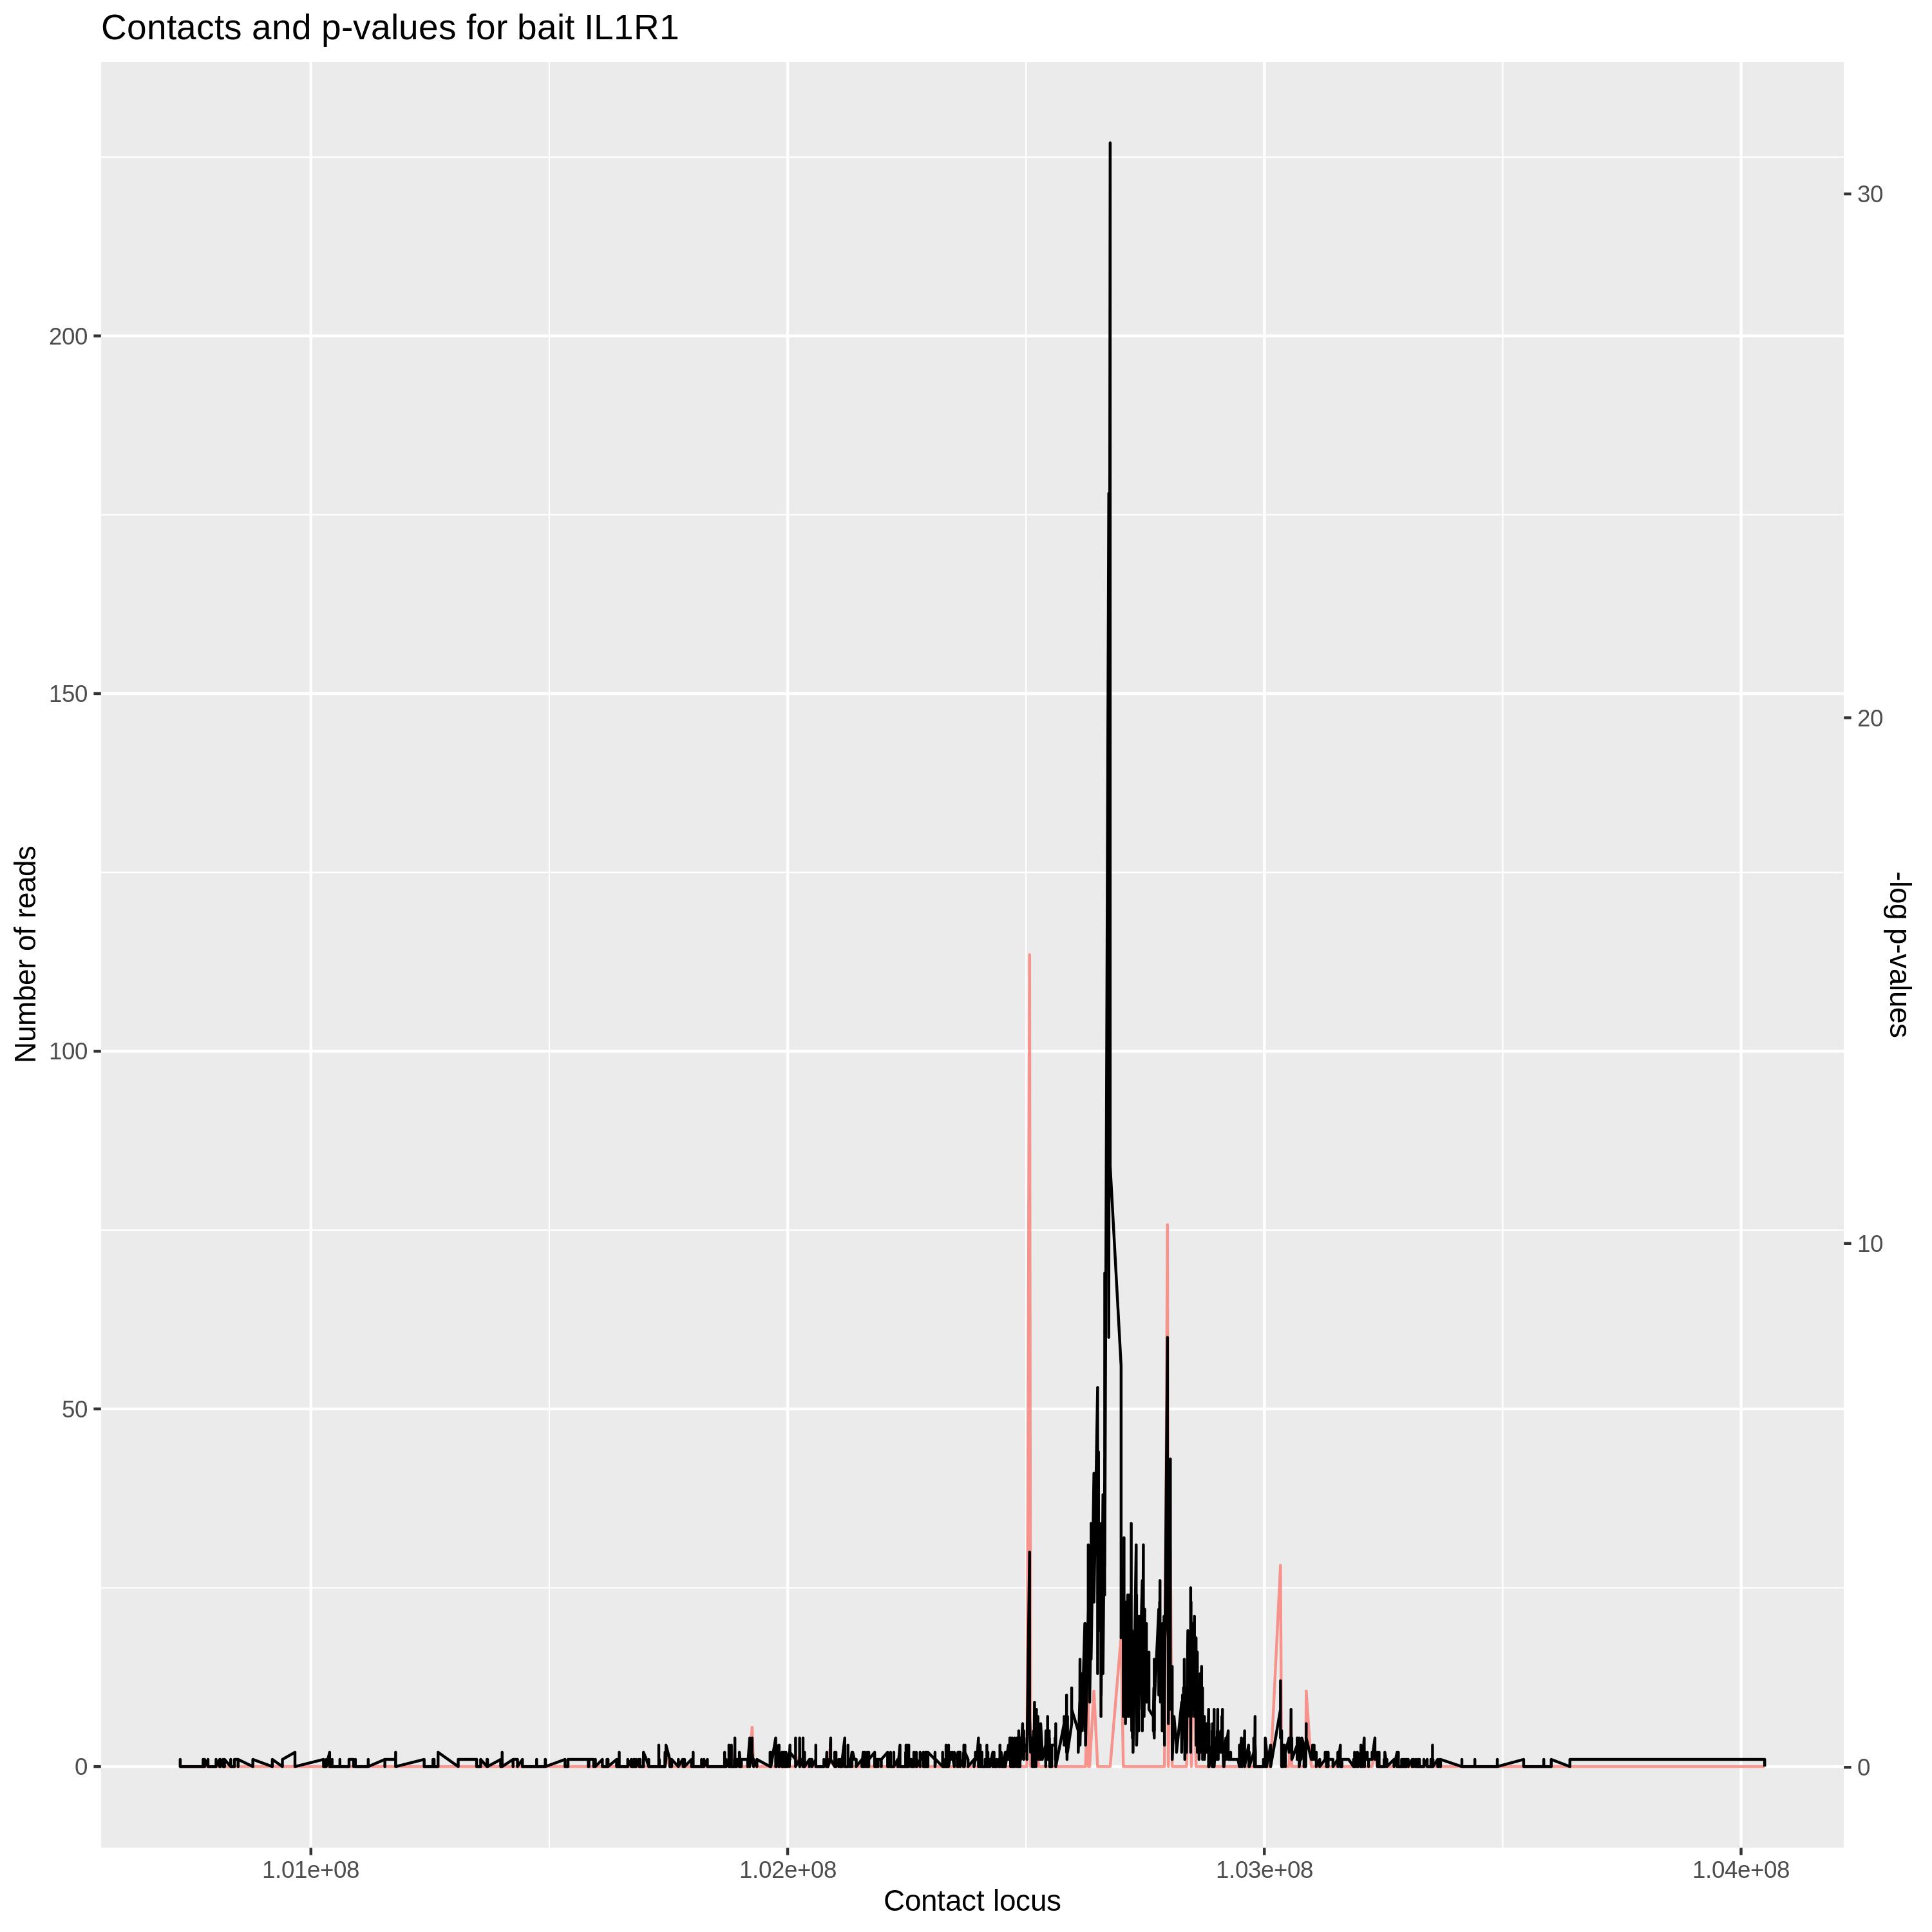 Contacts and p-values for bait IL1R1
Number of reads
200
150
100
50
0
30
20
10
0
-log p-values
1.01e+08
1.02e+08
1.03e+08
1.04e+08
Contact locus